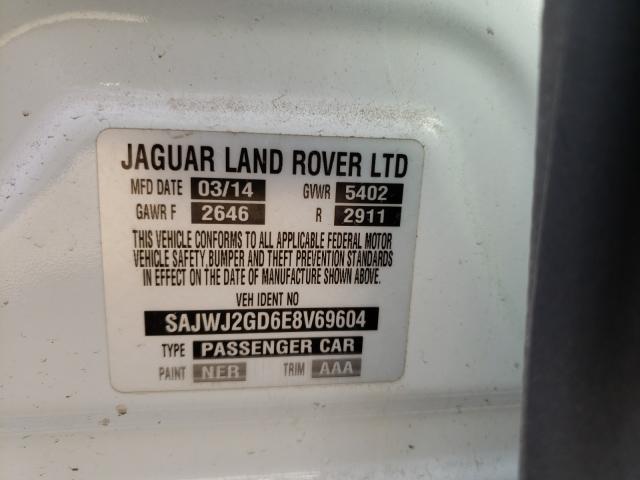 JAGUAR LAND ROVER LTD
MFD DATE 03/14 GVWR 5402
GAWR F 2646 R 2911
THIS VEHICLE CONFORMS TO ALL APPLICABLE FEDERAL MOTOR
VEHICLE SAFETY,BUMPER AND THEFT PREVENTION STANDARDS
IN EFFECT ON THE DATE OF MANUFACTURE SHOWN ABOVE.
VEH IDENT NO
SAJWJ2GD6E8V69604
TYPE PASSENGER CAR
PAINT NER TRIM AAA